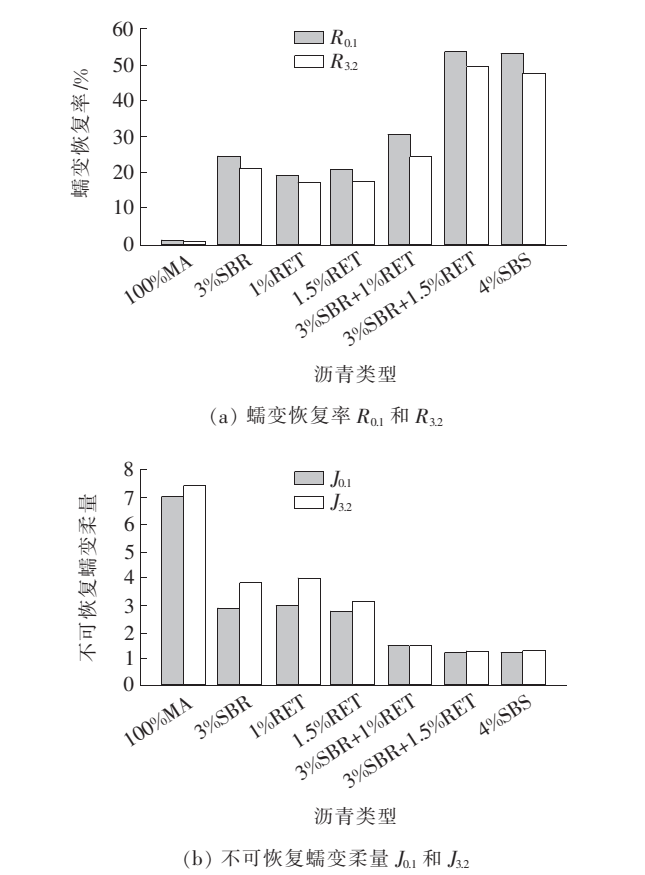 60
50
40
30
20
10
0
蠕变恢复率/%
R0.1
R3.2
100%MA
3%SBR
1%RET
1.5%RET
3%SBR+1%RET
3%SBR+1.5%RET
4%SBS
沥青类型
(a) 蠕变恢复率 R0.1 和 R3.2
8
7
6
5
4
3
2
1
0
不可恢复蠕变柔量
J0.1
J3.2
100%MA
3%SBR
1%RET
1.5%RET
3%SBR+1%RET
3%SBR+1.5%RET
4%SBS
沥青类型
(b) 不可恢复蠕变柔量 J0.1 和 J3.2